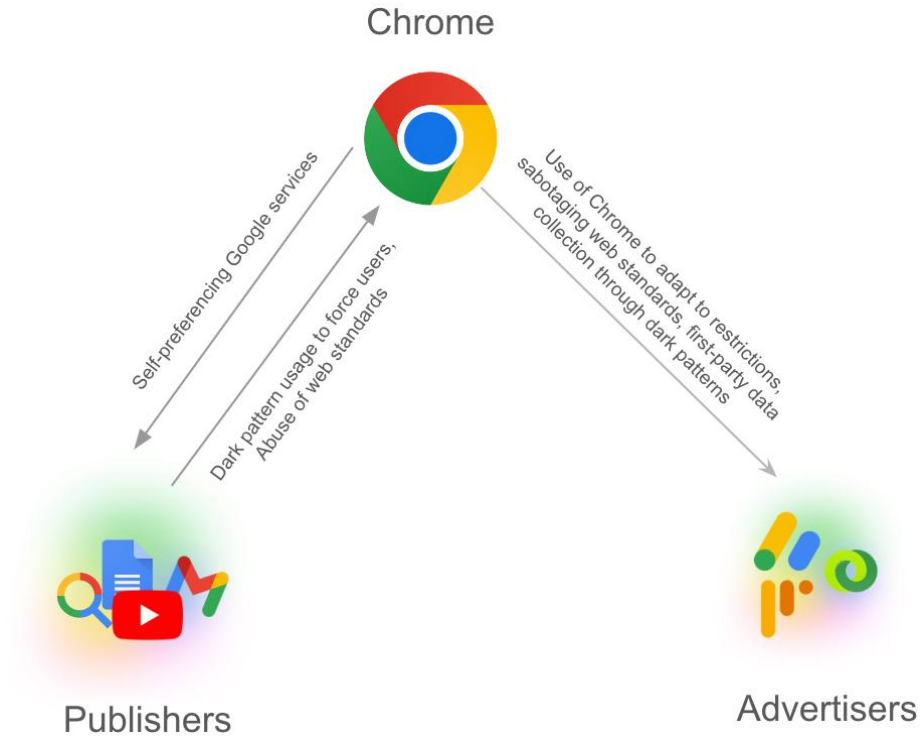 Chrome
Self-preferencing Google services
Dark pattern usage to force users,
Abuse of web standards
Use of Chrome to adapt to restrictions,
sabotaging web standards, first-party data
collection through dark patterns
Publishers
Advertisers